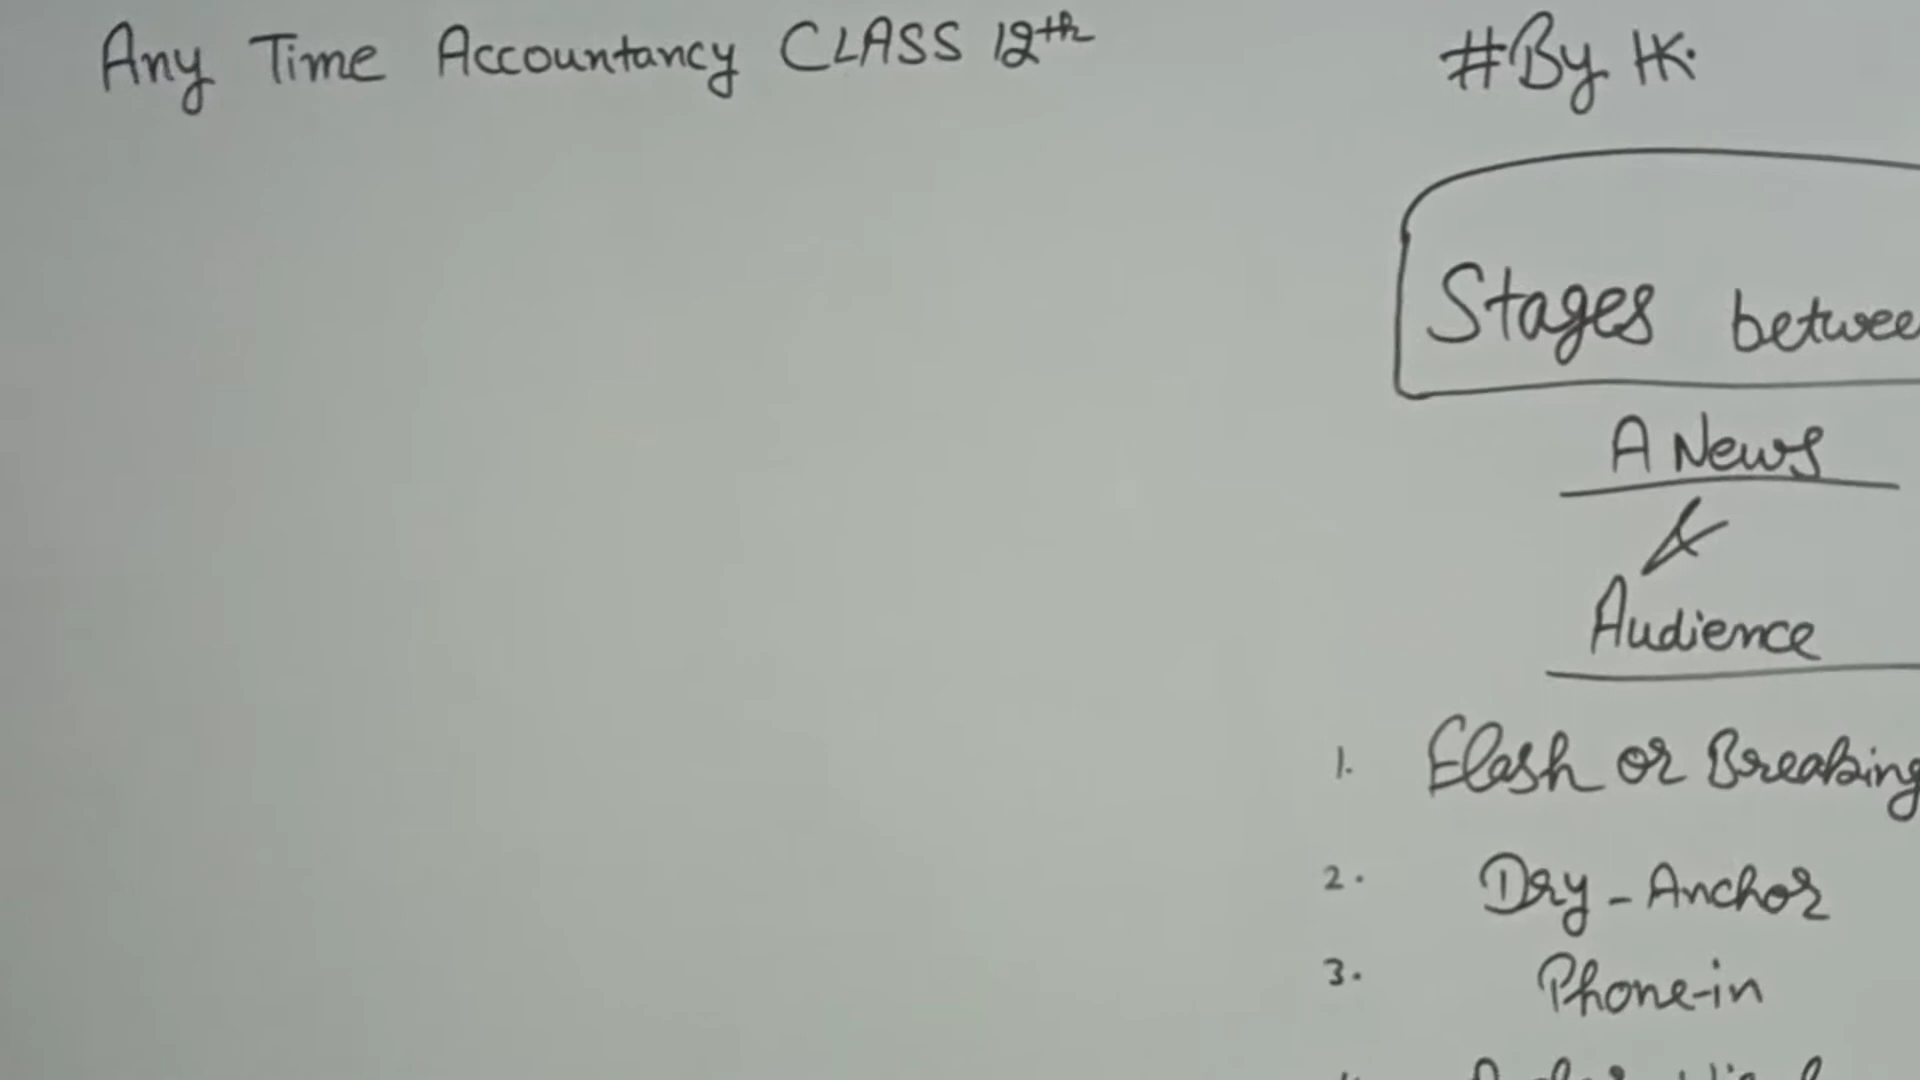 Any Time Accountancy CLASS 12th
#By HK.
Stages
A News
&
Audience
1. Flash or Breaking
2. Dry-Anchor
3. Phone-in